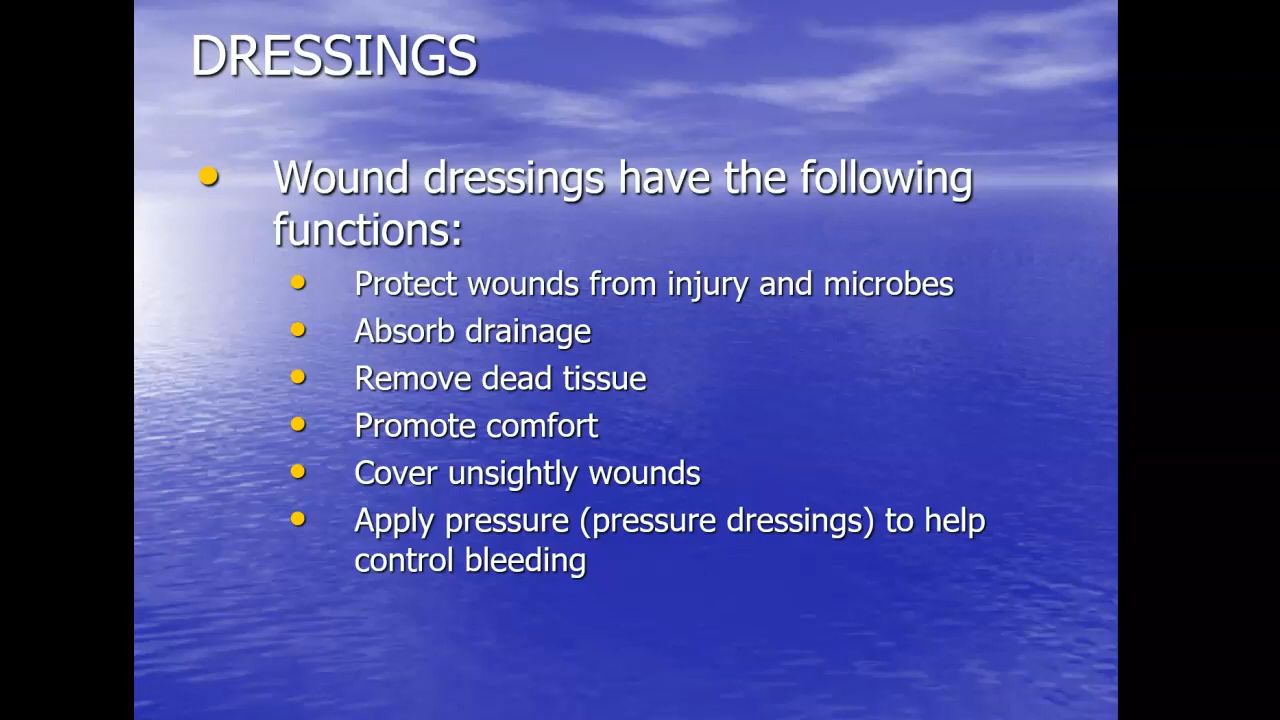 DRESSINGS
• Wound dressings have the following
functions:
• Protect wounds from injury and microbes
• Absorb drainage
• Remove dead tissue
• Promote comfort
• Cover unsightly wounds
• Apply pressure (pressure dressings) to help
control bleeding